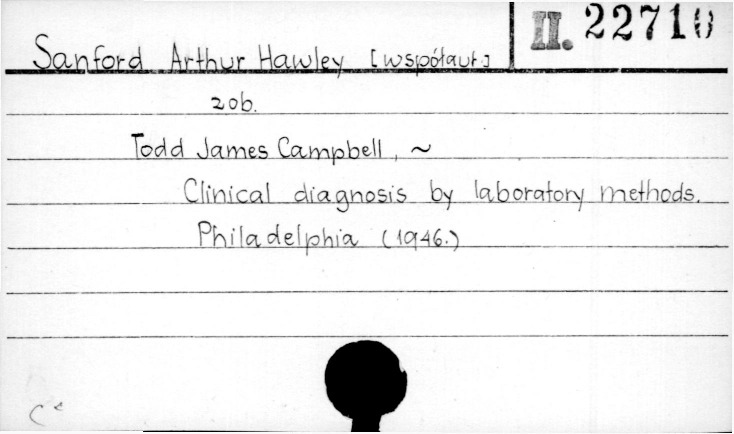 II. 22710
Sanford Arthur Hawley [współaut.]
zob.
Todd James Campbell, ~
Clinical diagnosis by laboratory methods.
Philadelphia (1946.)